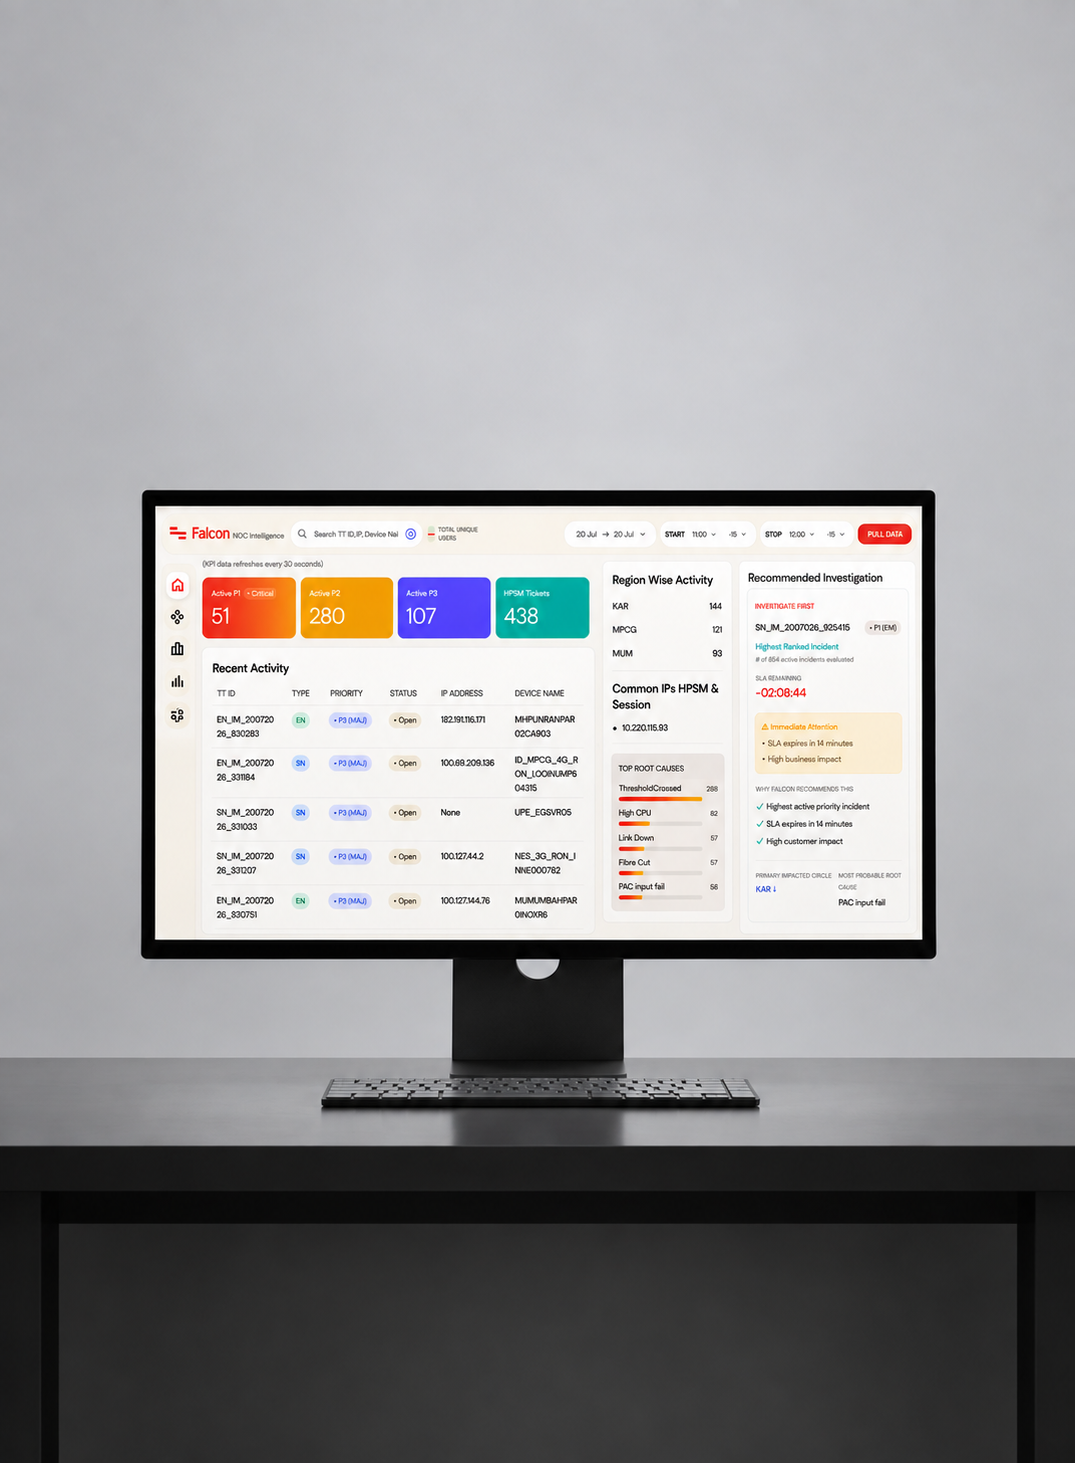 Falcon NOC Intelligence
Search TT ID,IP, Device Nai
TOTAL UNIQUE
USERS
20 Jul → 20 Jul
START 11:00 -15
STOP 12:00 -15
PULL DATA
(KPI data refreshes every 30 seconds)
Active P1 • Critical
51
Active P2
280
Active P3
107
HPSM Tickets
438
Recent Activity
TT ID TYPE PRIORITY STATUS IP ADDRESS DEVICE NAME
EN_IM_200720 EN • P3 (MAJ) • Open 182.191.116.171 MHPUNRANPAR
26_830283 02CA903
EN_IM_200720 SN • P3 (MAJ) • Open 100.69.209.136 ID_MPCG_4G_R
26_331184 ON_LOOINUMP6
04315
SN_IM_200720 SN • P3 (MAJ) • Open None UPE_EGSVR05
26_331033
SN_IM_200720 SN • P3 (MAJ) • Open 100.127.44.2 NES_3G_RON_I
26_331207 NNE000782
EN_IM_200720 EN • P3 (MAJ) • Open 100.127.144.76 MUMUMBAHPAR
26_830751 0INOXR6
Region Wise Activity
KAR 144
MPCG 121
MUM 93
Common IPs HPSM &
Session
• 10.220.115.93
TOP ROOT CAUSES
ThresholdCrossed 288
High CPU 82
Link Down 57
Fibre Cut 57
PAC input fail 56
Recommended Investigation
INVERTIGATE FIRST
SN_IM_2007026_925415 • P1 (EM)
Highest Ranked Incident
# of 854 active incidents evaluated
SLA REMAINING
-02:08:44
⚠ Immediate Attention
• SLA expires in 14 minutes
• High business impact
WHY FALCON RECOMMENDS THIS
✓ Highest active priority incident
✓ SLA expires in 14 minutes
✓ High customer impact
PRIMARY IMPACTED CIRCLE
KAR ↓
MOST PROBABLE ROOT
CAUSE
PAC input fail